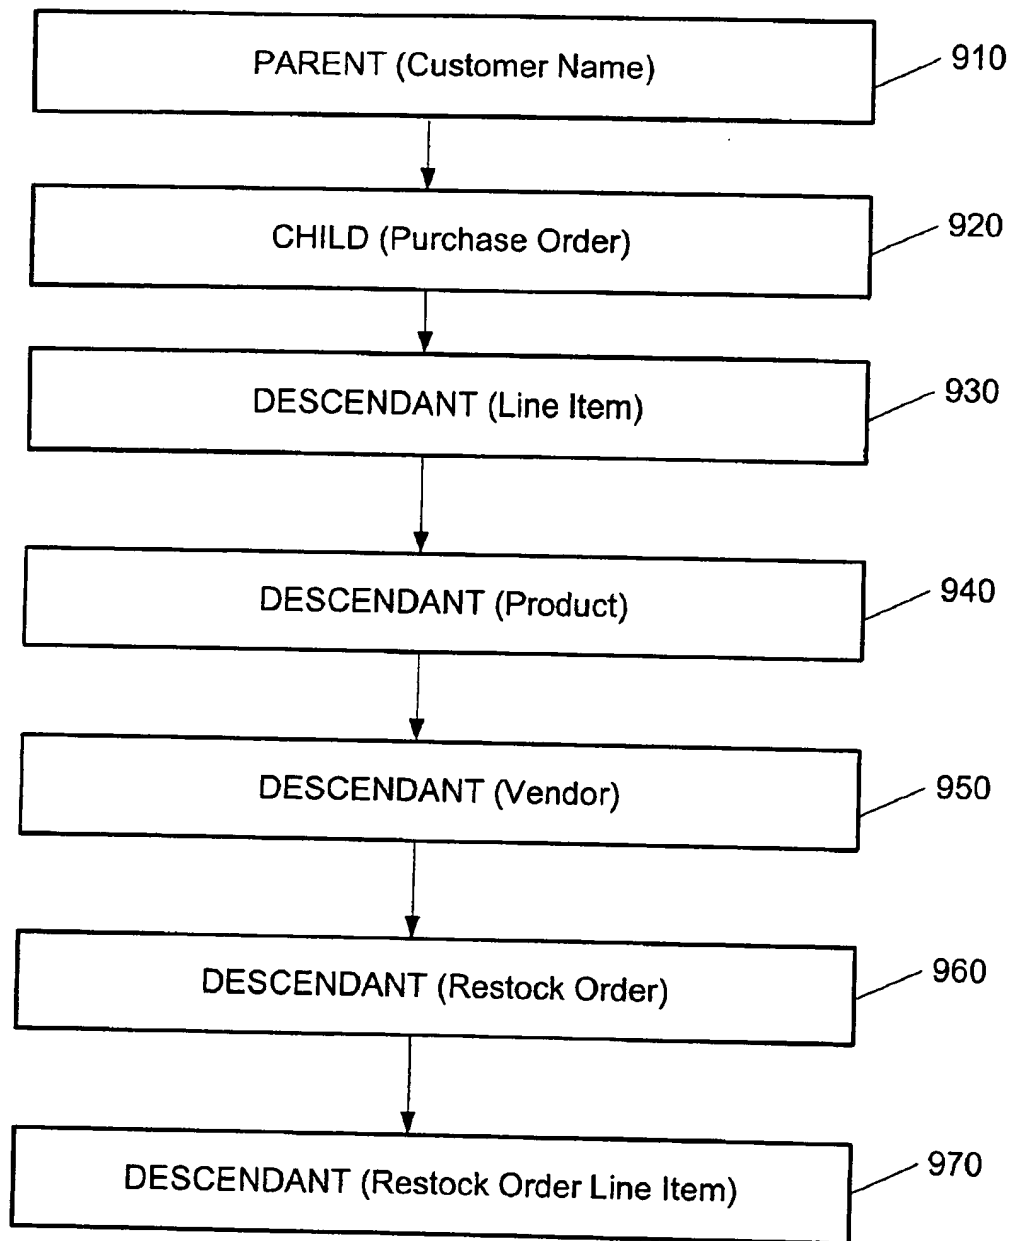 PARENT (Customer Name)
910
CHILD (Purchase Order)
920
DESCENDANT (Line Item)
930
DESCENDANT (Product)
940
DESCENDANT (Vendor)
950
DESCENDANT (Restock Order)
960
DESCENDANT (Restock Order Line Item)
970